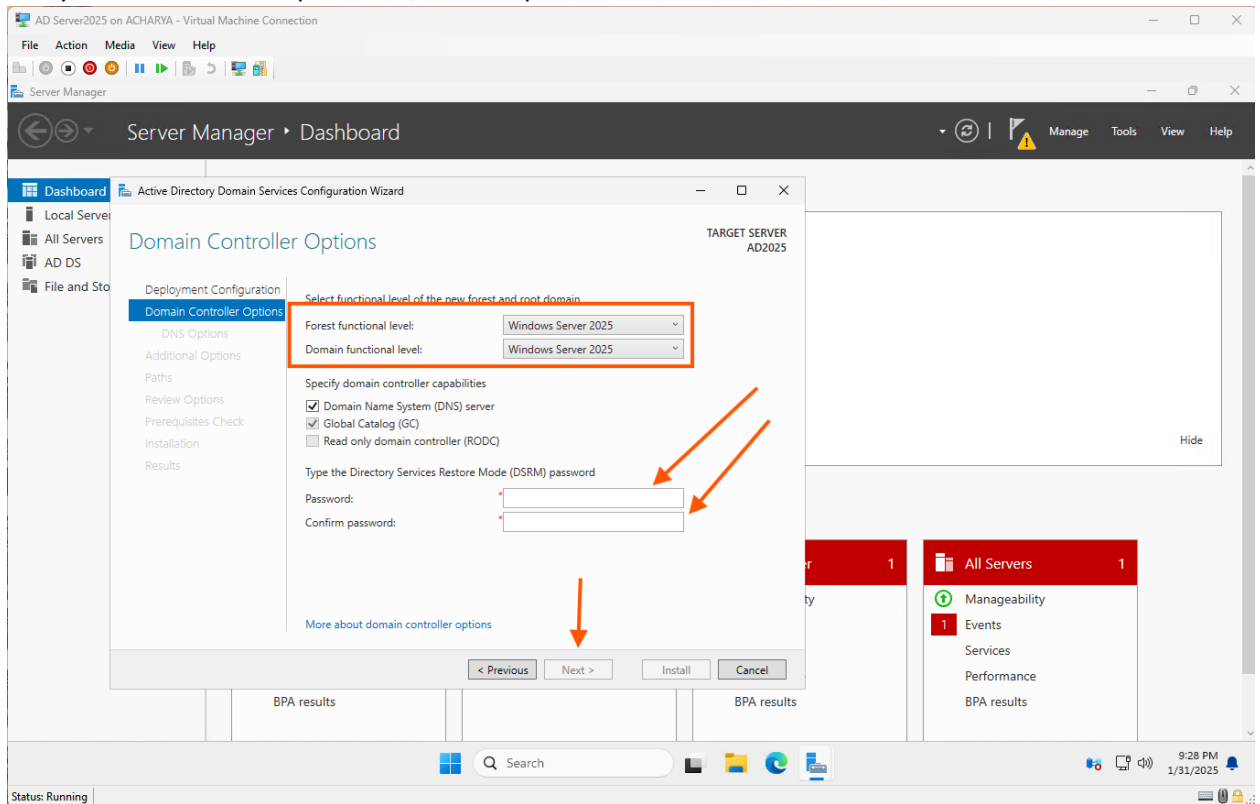 AD Server2025 on ACHARYA - Virtual Machine Connection
File Action Media View Help
Server Manager
Server Manager • Dashboard
Manage Tools View Help
Dashboard
Local Server
All Servers
AD DS
File and Sto
Active Directory Domain Services Configuration Wizard
Domain Controller Options
TARGET SERVER
AD2025
Deployment Configuration
Domain Controller Options
DNS Options
Additional Options
Paths
Review Options
Prerequisites Check
Installation
Results
Select functional level of the new forest and root domain
Forest functional level: Windows Server 2025
Domain functional level: Windows Server 2025
Specify domain controller capabilities
Domain Name System (DNS) server
Global Catalog (GC)
Read only domain controller (RODC)
Type the Directory Services Restore Mode (DSRM) password
Password: *
Confirm password: *
More about domain controller options
< Previous Next > Install Cancel
Hide
r 1
ty
BPA results
BPA results
All Servers 1
Manageability
1 Events
Services
Performance
BPA results
Search
9:28 PM
1/31/2025
Status: Running